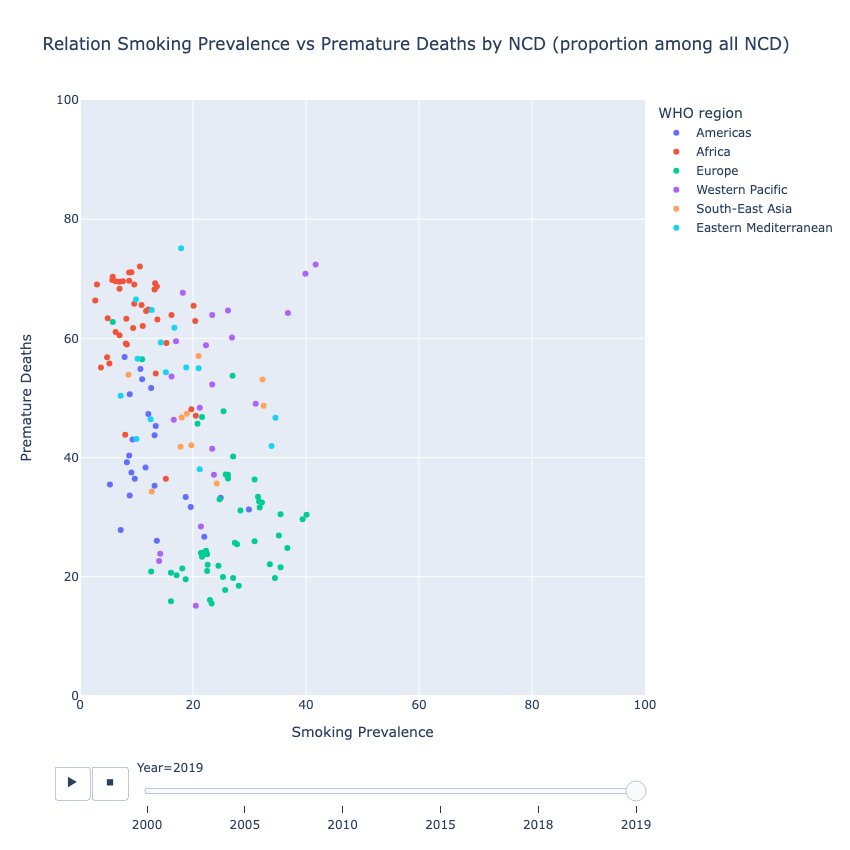 Relation Smoking Prevalence vs Premature Deaths by NCD (proportion among all NCD)
WHO region
Americas
Africa
Europe
Western Pacific
South-East Asia
Eastern Mediterranean
Premature Deaths
100
80
60
40
20
0
0 20 40 60 80 100
Smoking Prevalence
Year=2019
2000 2005 2010 2015 2018 2019